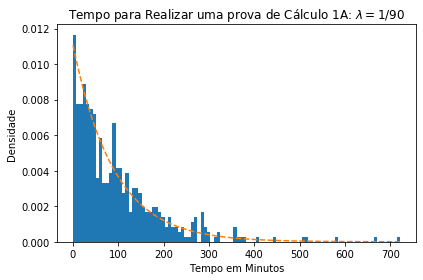 Tempo para Realizar uma prova de Cálculo 1A: λ = 1/90
0.012
0.010
0.008
0.006
0.004
0.002
0.000
Densidade
0 100 200 300 400 500 600 700
Tempo em Minutos